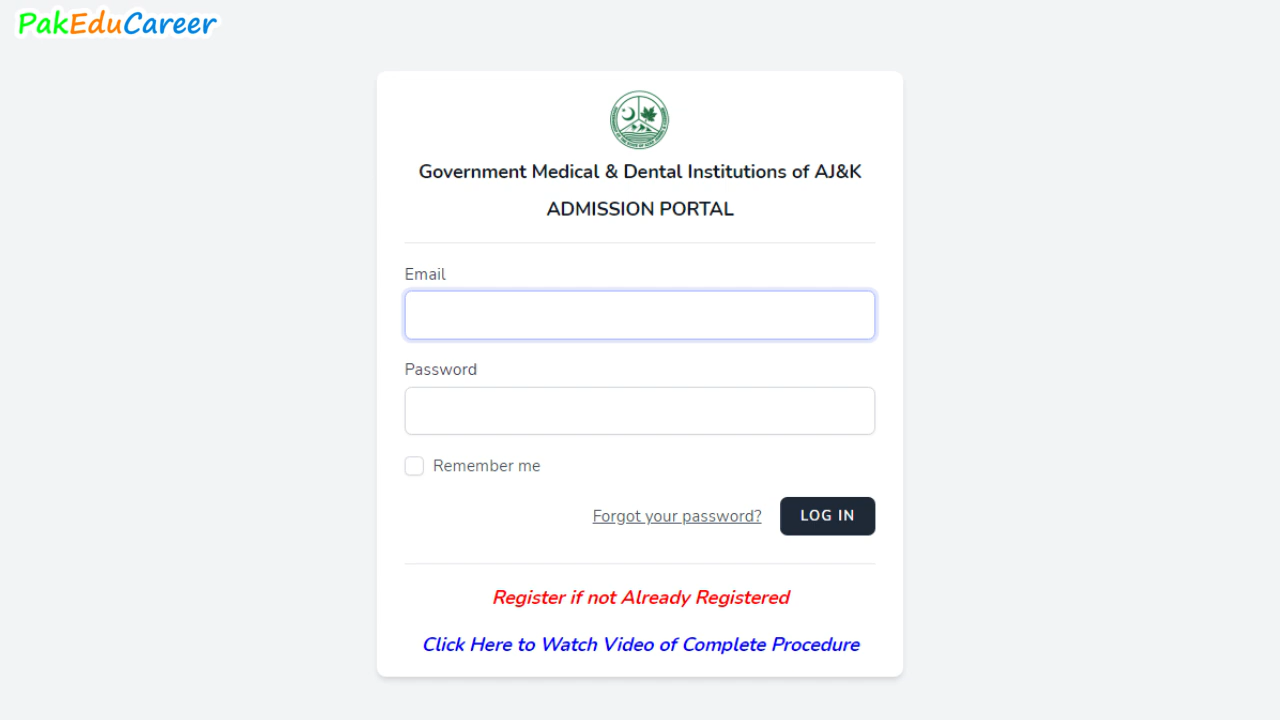 PakEduCareer
Government Medical & Dental Institutions of AJ&K
ADMISSION PORTAL
Email
Password
Remember me
Forgot your password?
LOG IN
Register if not Already Registered
Click Here to Watch Video of Complete Procedure